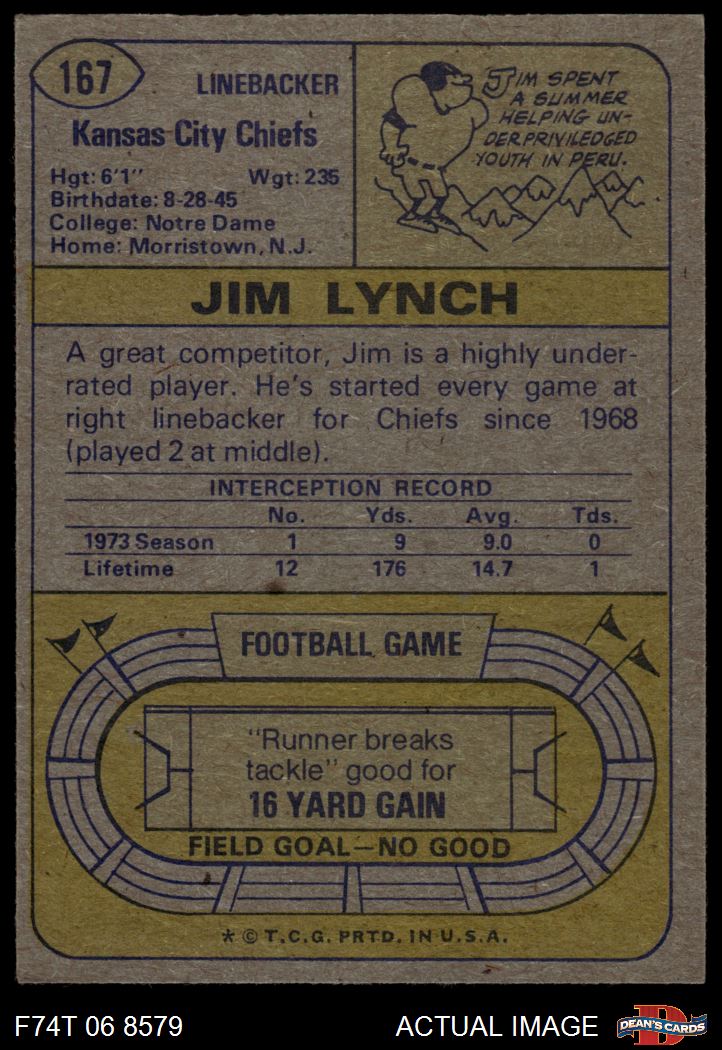 167
LINEBACKER
Kansas City Chiefs
Hgt: 6'1" Wgt: 235
Birthdate: 8-28-45
College: Notre Dame
Home: Morristown, N.J.
JIM SPENT
A SUMMER
HELPING UN-
DERPRIVILEDGED
YOUTH IN PERU.
JIM LYNCH
A great competitor, Jim is a highly under-
rated player. He's started every game at
right linebacker for Chiefs since 1968
(played 2 at middle).
INTERCEPTION RECORD
No. Yds. Avg. Tds.
1973 Season 1 9 9.0 0
Lifetime 12 176 14.7 1
FOOTBALL GAME
"Runner breaks
tackle" good for
16 YARD GAIN
FIELD GOAL—NO GOOD
* © T.C.G. PRTD. IN U.S.A.
F74T 06 8579 ACTUAL IMAGE
D
DEAN'S CARDS